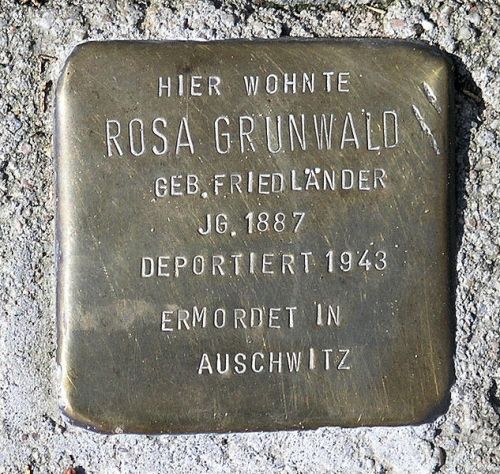 HIER WOHNTE
ROSA GRUNWALD
GEB. FRIEDLÄNDER
JG. 1887
DEPORTIERT 1943
ERMORDET IN
AUSCHWITZ